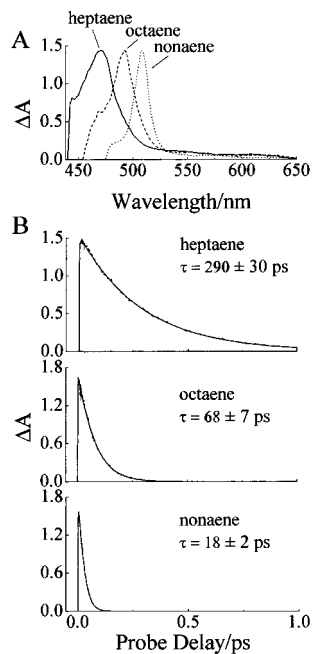 A
heptaene
octaene
nonaene
ΔA
1.5
1.0
0.5
0.0
450
500
550
600
650
Wavelength/nm
B
1.5
1.0
0.5
0.0
heptaene
τ = 290 ± 30 ps
ΔA
1.8
1.2
0.6
0.0
octaene
τ = 68 ± 7 ps
1.8
1.2
0.6
0.0
nonaene
τ = 18 ± 2 ps
0.0
0.5
1.0
Probe Delay/ps